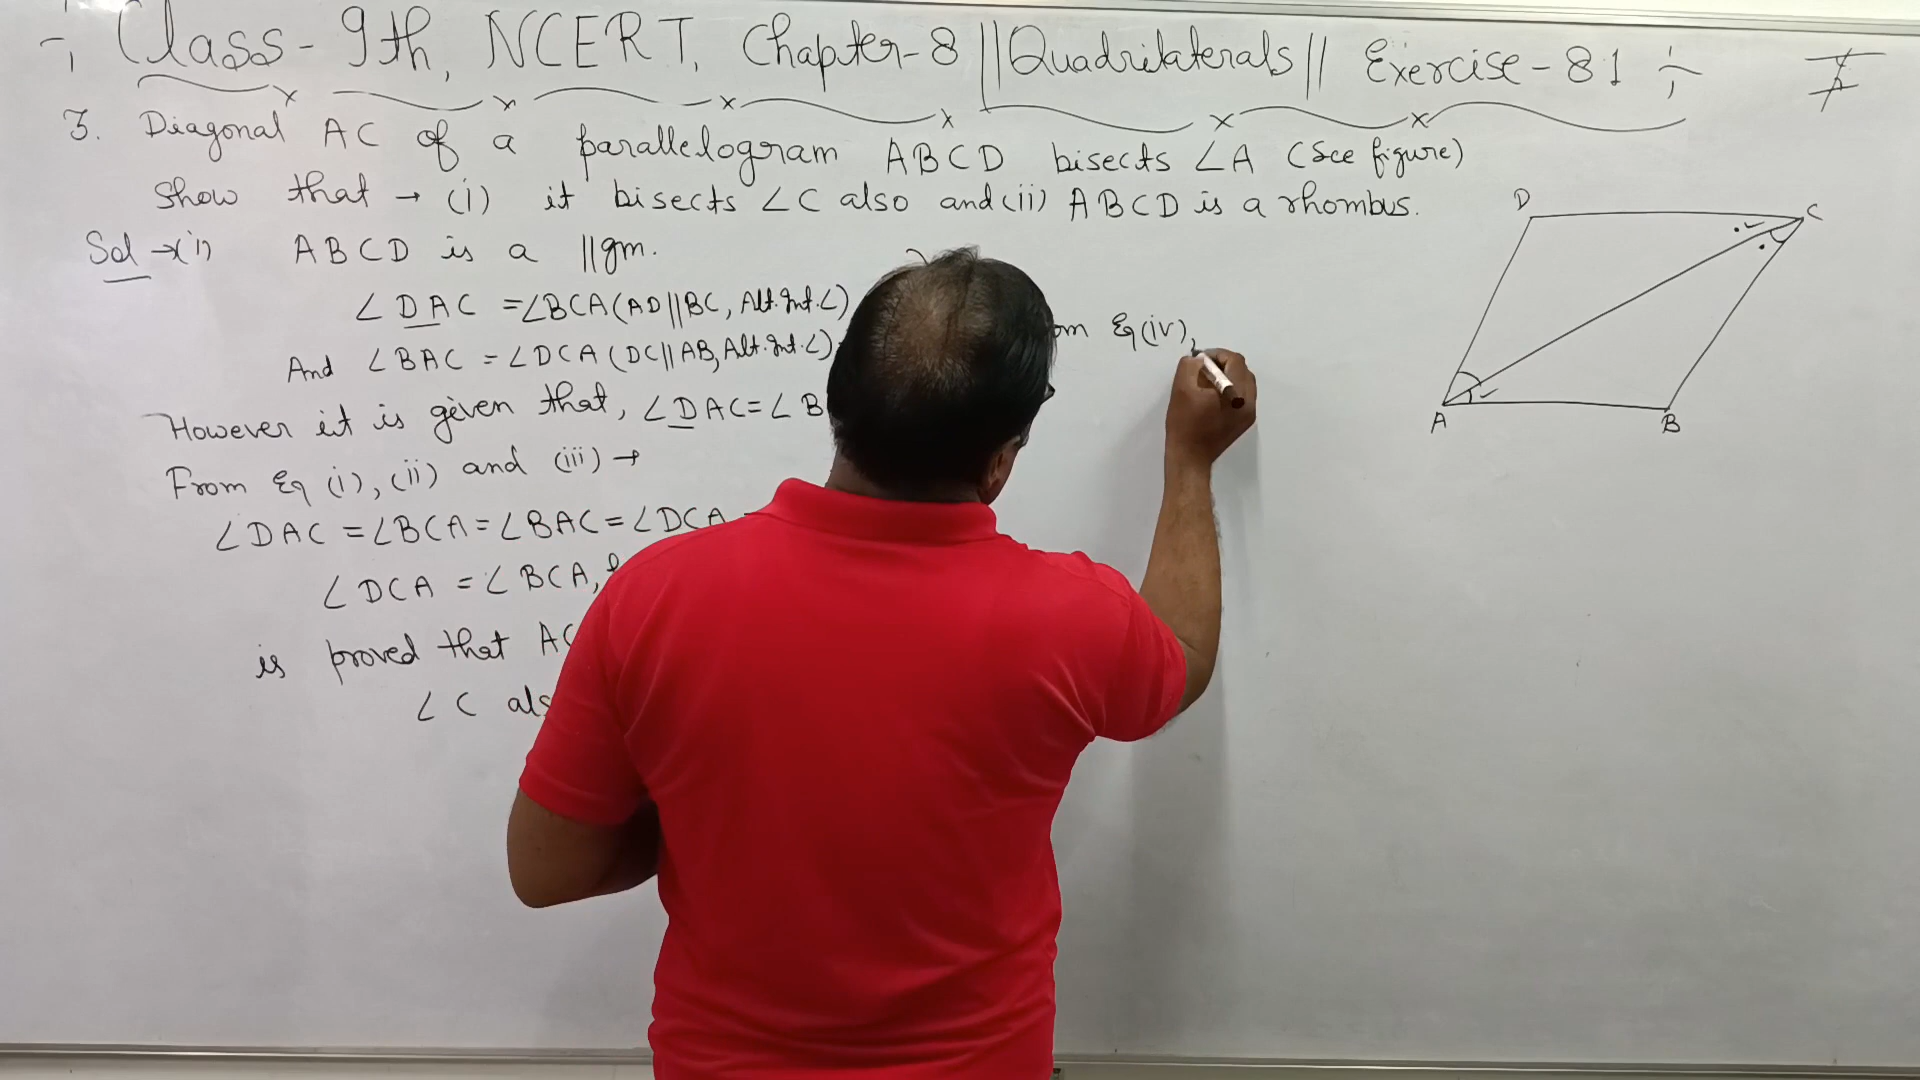 Class-9th, NCERT, Chapter-8 ||Quadrilaterals|| Exercise-8.1
3. Diagonal AC of a parallelogram ABCD bisects ∠A (See figure)
Show that → (i) it bisects ∠C also and (ii) ABCD is a rhombus.
Sol → (i) ABCD is a ||gm.
∠DAC = ∠BCA (AD||BC, Alt. Int. ∠)
And ∠BAC = ∠DCA (DC||AB, Alt. Int. ∠)
However it is given that, ∠DAC = ∠B
From Eq (i), (ii) and (iii) →
∠DAC = ∠BCA = ∠BAC = ∠DCA
∠DCA = ∠BCA,
is proved that AC
∠C
Eq (iv),
D
C
A
B